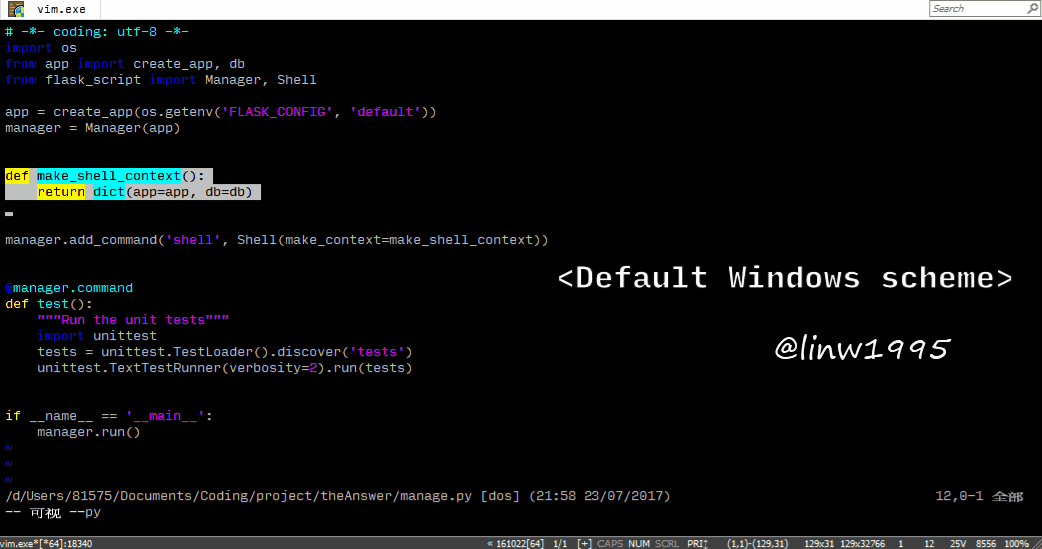 vim.exe
Search
# -*- coding: utf-8 -*-
import os
from app import create_app, db
from flask_script import Manager, Shell
app = create_app(os.getenv('FLASK_CONFIG', 'default'))
manager = Manager(app)
def make_shell_context():
    return dict(app=app, db=db)
manager.add_command('shell', Shell(make_context=make_shell_context))
@manager.command
def test():
    """Run the unit tests"""
    import unittest
    tests = unittest.TestLoader().discover('tests')
    unittest.TextTestRunner(verbosity=2).run(tests)
if __name__ == '__main__':
    manager.run()
~
~
~
<Default Windows scheme>
@linw1995
/d/Users/81575/Documents/Coding/project/theAnswer/manage.py [dos] (21:58 23/07/2017) 12,0-1 全部
-- 可视 --py
vim.exe*[*64]:18340 « 161022[64] 1/1 [+] CAPS NUM SCRL PRI↕ (1,1)-(129,31) 129x31 129x32766 1 12 25V 8556 100%